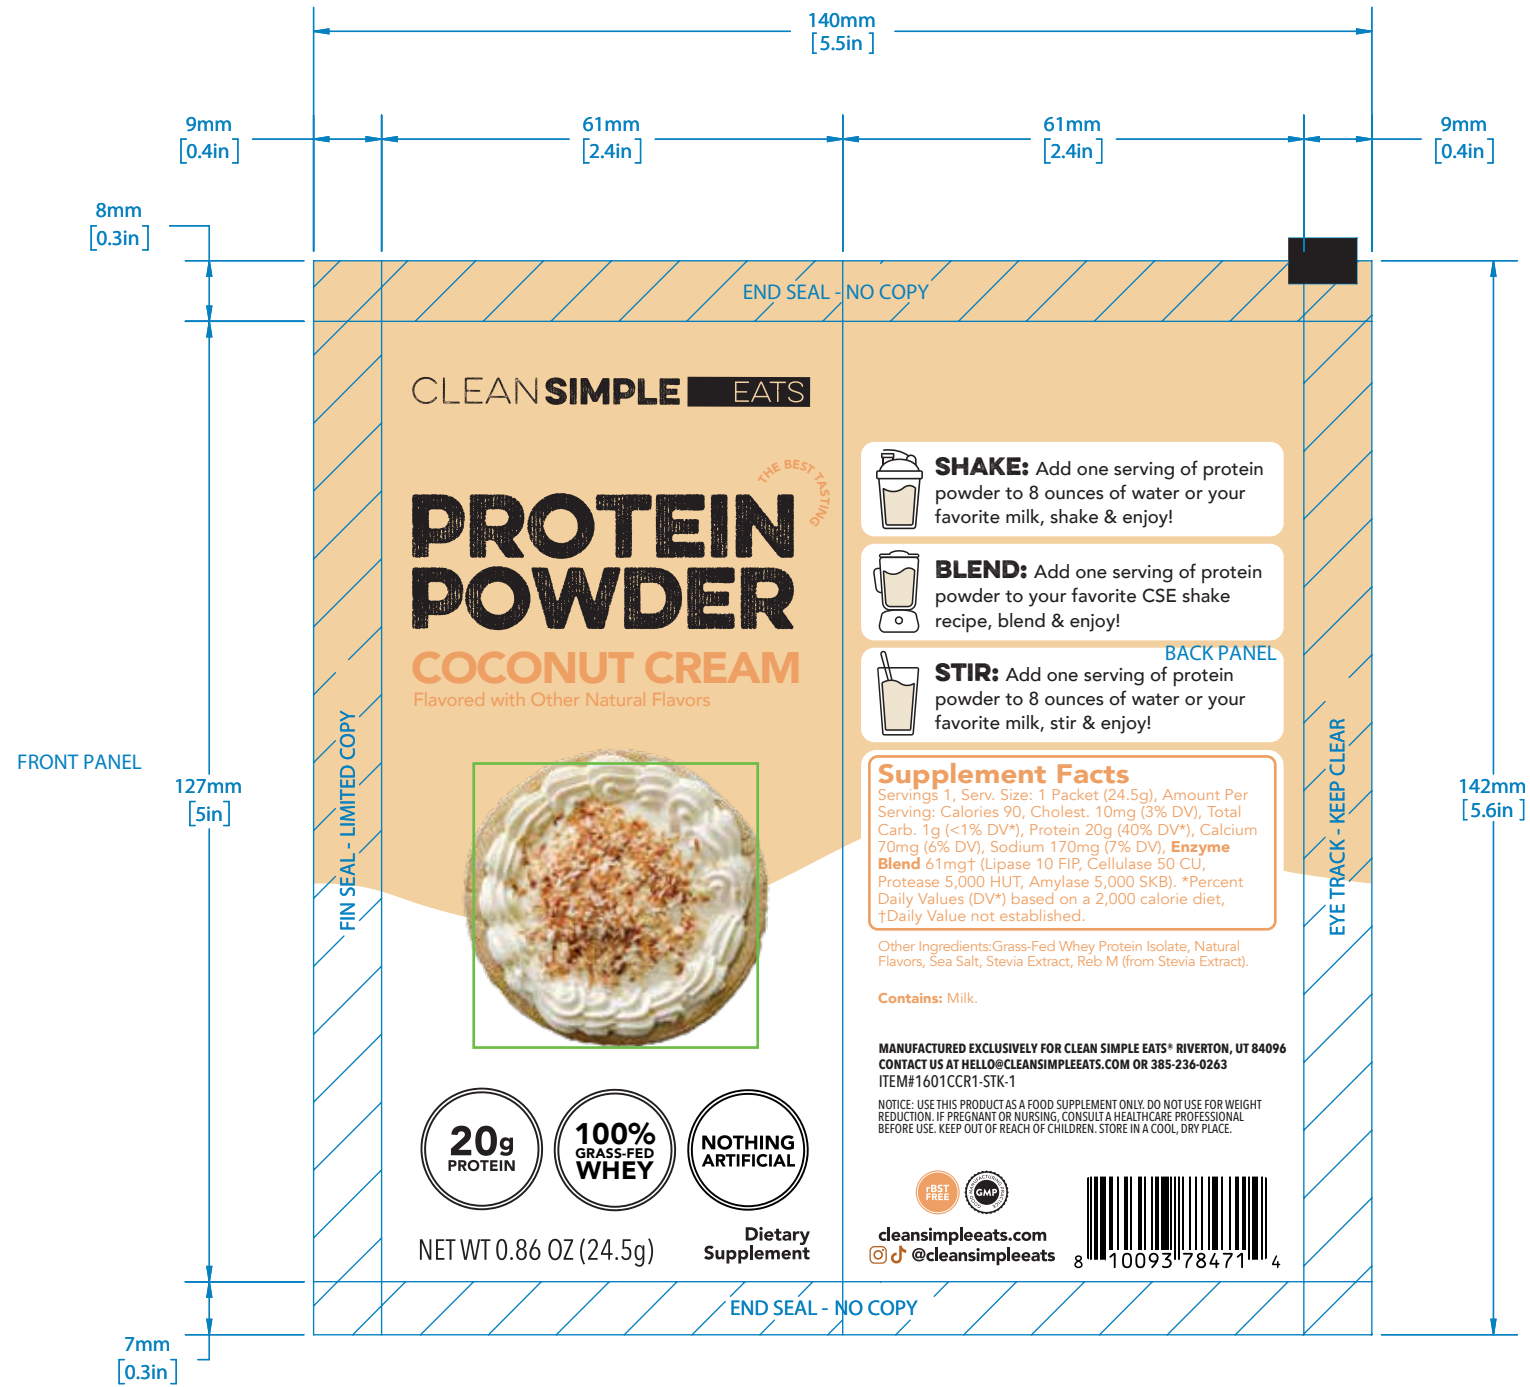 140mm
[5.5in]
9mm
[0.4in]
61mm
[2.4in]
61mm
[2.4in]
9mm
[0.4in]
8mm
[0.3in]
END SEAL - NO COPY
CLEAN SIMPLE EATS
THE BEST TASTING
PROTEIN
POWDER
COCONUT CREAM
Flavored with Other Natural Flavors
FRONT PANEL
127mm
[5in]
FIN SEAL - LIMITED COPY
20g
PROTEIN
100%
GRASS-FED
WHEY
NOTHING
ARTIFICIAL
NET WT 0.86 OZ (24.5g)
Dietary
Supplement
SHAKE: Add one serving of protein
powder to 8 ounces of water or your
favorite milk, shake & enjoy!
BLEND: Add one serving of protein
powder to your favorite CSE shake
recipe, blend & enjoy!
BACK PANEL
STIR: Add one serving of protein
powder to 8 ounces of water or your
favorite milk, stir & enjoy!
Supplement Facts
Servings 1, Serv. Size: 1 Packet (24.5g), Amount Per
Serving: Calories 90, Cholest. 10mg (3% DV), Total
Carb. 1g (<1% DV*), Protein 20g (40% DV*), Calcium
70mg (6% DV), Sodium 170mg (7% DV), Enzyme
Blend 61mg† (Lipase 10 FIP, Cellulase 50 CU,
Protease 5,000 HUT, Amylase 5,000 SKB). *Percent
Daily Values (DV*) based on a 2,000 calorie diet,
†Daily Value not established.
Other Ingredients:Grass-Fed Whey Protein Isolate, Natural
Flavors, Sea Salt, Stevia Extract, Reb M (from Stevia Extract).
Contains: Milk.
MANUFACTURED EXCLUSIVELY FOR CLEAN SIMPLE EATS® RIVERTON, UT 84096
CONTACT US AT HELLO@CLEANSIMPLEEATS.COM OR 385-236-0263
ITEM#1601CCR1-STK-1
NOTICE: USE THIS PRODUCT AS A FOOD SUPPLEMENT ONLY. DO NOT USE FOR WEIGHT
REDUCTION. IF PREGNANT OR NURSING, CONSULT A HEALTHCARE PROFESSIONAL
BEFORE USE. KEEP OUT OF REACH OF CHILDREN. STORE IN A COOL, DRY PLACE.
rBST
FREE
GOOD MANUFACTURING PRACTICE
GMP
cleansimpleeats.com
@cleansimpleeats
8 10093 78471 4
EYE TRACK - KEEP CLEAR
142mm
[5.6in]
END SEAL - NO COPY
7mm
[0.3in]